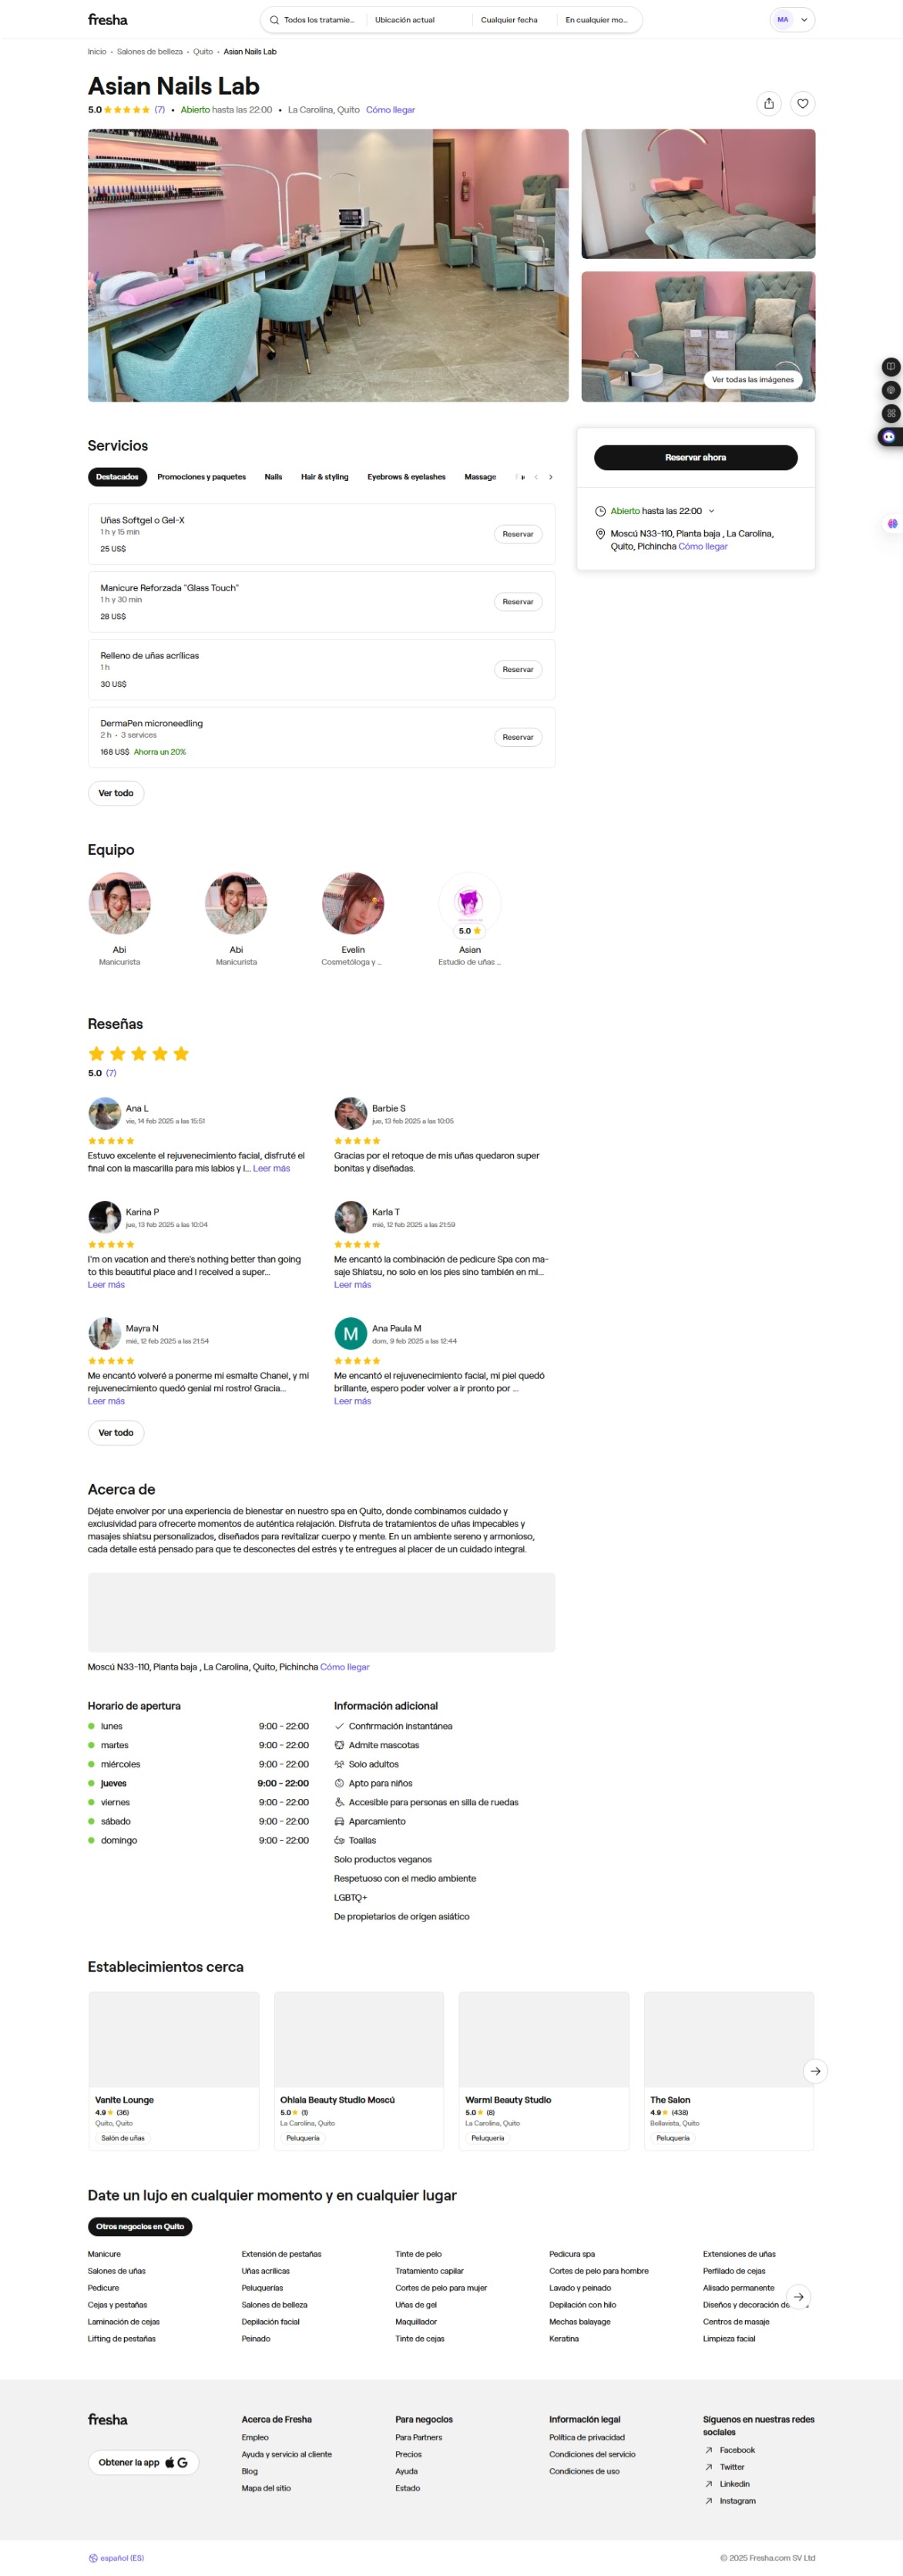 fresha
Todos los tratamie...
Ubicación actual
Cualquier fecha
En cualquier mo...
MA
Inicio • Salones de belleza • Quito • Asian Nails Lab
Asian Nails Lab
5.0 (7) • Abierto hasta las 22:00 • La Carolina, Quito Cómo llegar
Ver todas las imágenes
Servicios
Destacados
Promociones y paquetes
Nails
Hair & styling
Eyebrows & eyelashes
Massage
Uñas Softgel o Gel-X
1 h y 15 min
25 US$
Reservar
Manicure Reforzada "Glass Touch"
1 h y 30 min
28 US$
Reservar
Relleno de uñas acrílicas
1 h
30 US$
Reservar
DermaPen microneedling
2 h • 3 services
168 US$ Ahorra un 20%
Reservar
Ver todo
Reservar ahora
Abierto hasta las 22:00
Moscú N33-110, Planta baja , La Carolina,
Quito, Pichincha Cómo llegar
Equipo
Abi
Manicurista
Abi
Manicurista
Evelin
Cosmetóloga y ...
5.0
Asian
Estudio de uñas ...
Reseñas
5.0 (7)
Ana L
vie, 14 feb 2025 a las 15:51
Estuvo excelente el rejuvenecimiento facial, disfruté el
final con la mascarilla para mis labios y l... Leer más
Barbie S
jue, 13 feb 2025 a las 10:05
Gracias por el retoque de mis uñas quedaron super
bonitas y diseñadas.
Karina P
jue, 13 feb 2025 a las 10:04
I'm on vacation and there's nothing better than going
to this beautiful place and I received a super...
Leer más
Karla T
mié, 12 feb 2025 a las 21:59
Me encantó la combinación de pedicure Spa con ma-
saje Shiatsu, no solo en los pies sino también en mi...
Leer más
Mayra N
mié, 12 feb 2025 a las 21:54
Me encantó volveré a ponerme mi esmalte Chanel, y mi
rejuvenecimiento quedó genial mi rostro! Gracia...
Leer más
M
Ana Paula M
dom, 9 feb 2025 a las 12:44
Me encantó el rejuvenecimiento facial, mi piel quedó
brillante, espero poder volver a ir pronto por ...
Leer más
Ver todo
Acerca de
Déjate envolver por una experiencia de bienestar en nuestro spa en Quito, donde combinamos cuidado y
exclusividad para ofrecerte momentos de auténtica relajación. Disfruta de tratamientos de uñas impecables y
masajes shiatsu personalizados, diseñados para revitalizar cuerpo y mente. En un ambiente sereno y armonioso,
cada detalle está pensado para que te desconectes del estrés y te entregues al placer de un cuidado integral.
Moscú N33-110, Planta baja , La Carolina, Quito, Pichincha Cómo llegar
Horario de apertura
lunes 9:00 - 22:00
martes 9:00 - 22:00
miércoles 9:00 - 22:00
jueves 9:00 - 22:00
viernes 9:00 - 22:00
sábado 9:00 - 22:00
domingo 9:00 - 22:00
Información adicional
Confirmación instantánea
Admite mascotas
Solo adultos
Apto para niños
Accesible para personas en silla de ruedas
Aparcamiento
Toallas
Solo productos veganos
Respetuoso con el medio ambiente
LGBTQ+
De propietarios de origen asiático
Establecimientos cerca
Vanite Lounge
4.9 (36)
Quito, Quito
Salón de uñas
Ohlala Beauty Studio Moscú
5.0 (1)
La Carolina, Quito
Peluquería
Warmi Beauty Studio
5.0 (8)
La Carolina, Quito
Peluquería
The Salon
4.9 (438)
Bellavista, Quito
Peluquería
Date un lujo en cualquier momento y en cualquier lugar
Otros negocios en Quito
Manicure
Salones de uñas
Pedicure
Cejas y pestañas
Laminación de cejas
Lifting de pestañas
Extensión de pestañas
Uñas acrílicas
Peluquerías
Salones de belleza
Depilación facial
Peinado
Tinte de pelo
Tratamiento capilar
Cortes de pelo para mujer
Uñas de gel
Maquillador
Tinte de cejas
Pedicura spa
Cortes de pelo para hombre
Lavado y peinado
Depilación con hilo
Mechas balayage
Keratina
Extensiones de uñas
Perfilado de cejas
Alisado permanente
Diseños y decoración de
Centros de masaje
Limpieza facial
fresha
Obtener la app
Acerca de Fresha
Empleo
Ayuda y servicio al cliente
Blog
Mapa del sitio
Para negocios
Para Partners
Precios
Ayuda
Estado
Información legal
Política de privacidad
Condiciones del servicio
Condiciones de uso
Síguenos en nuestras redes
sociales
Facebook
Twitter
Linkedin
Instagram
español (ES)
© 2025 Fresha.com SV Ltd